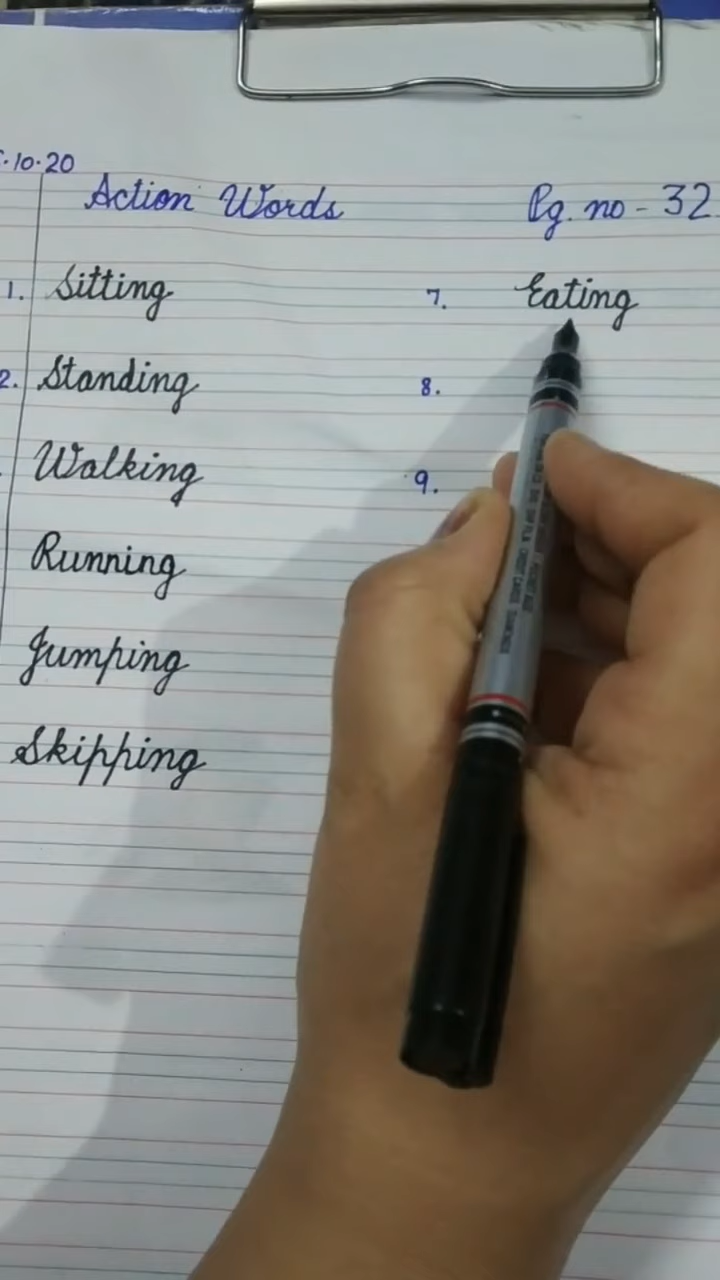 .10.20
Action Words Pg. no - 32
1. Sitting
2. Standing
Walking
Running
Jumping
Skipping
7. Eating
8.
9.